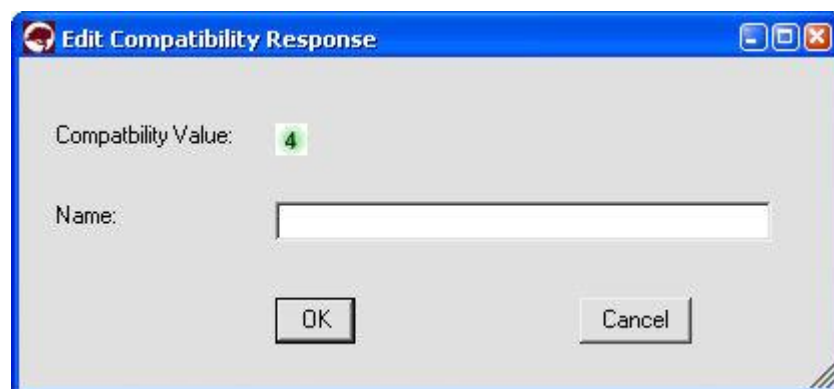 Edit Compatibility Response
Compatbility Value: 4
Name:
OK Cancel